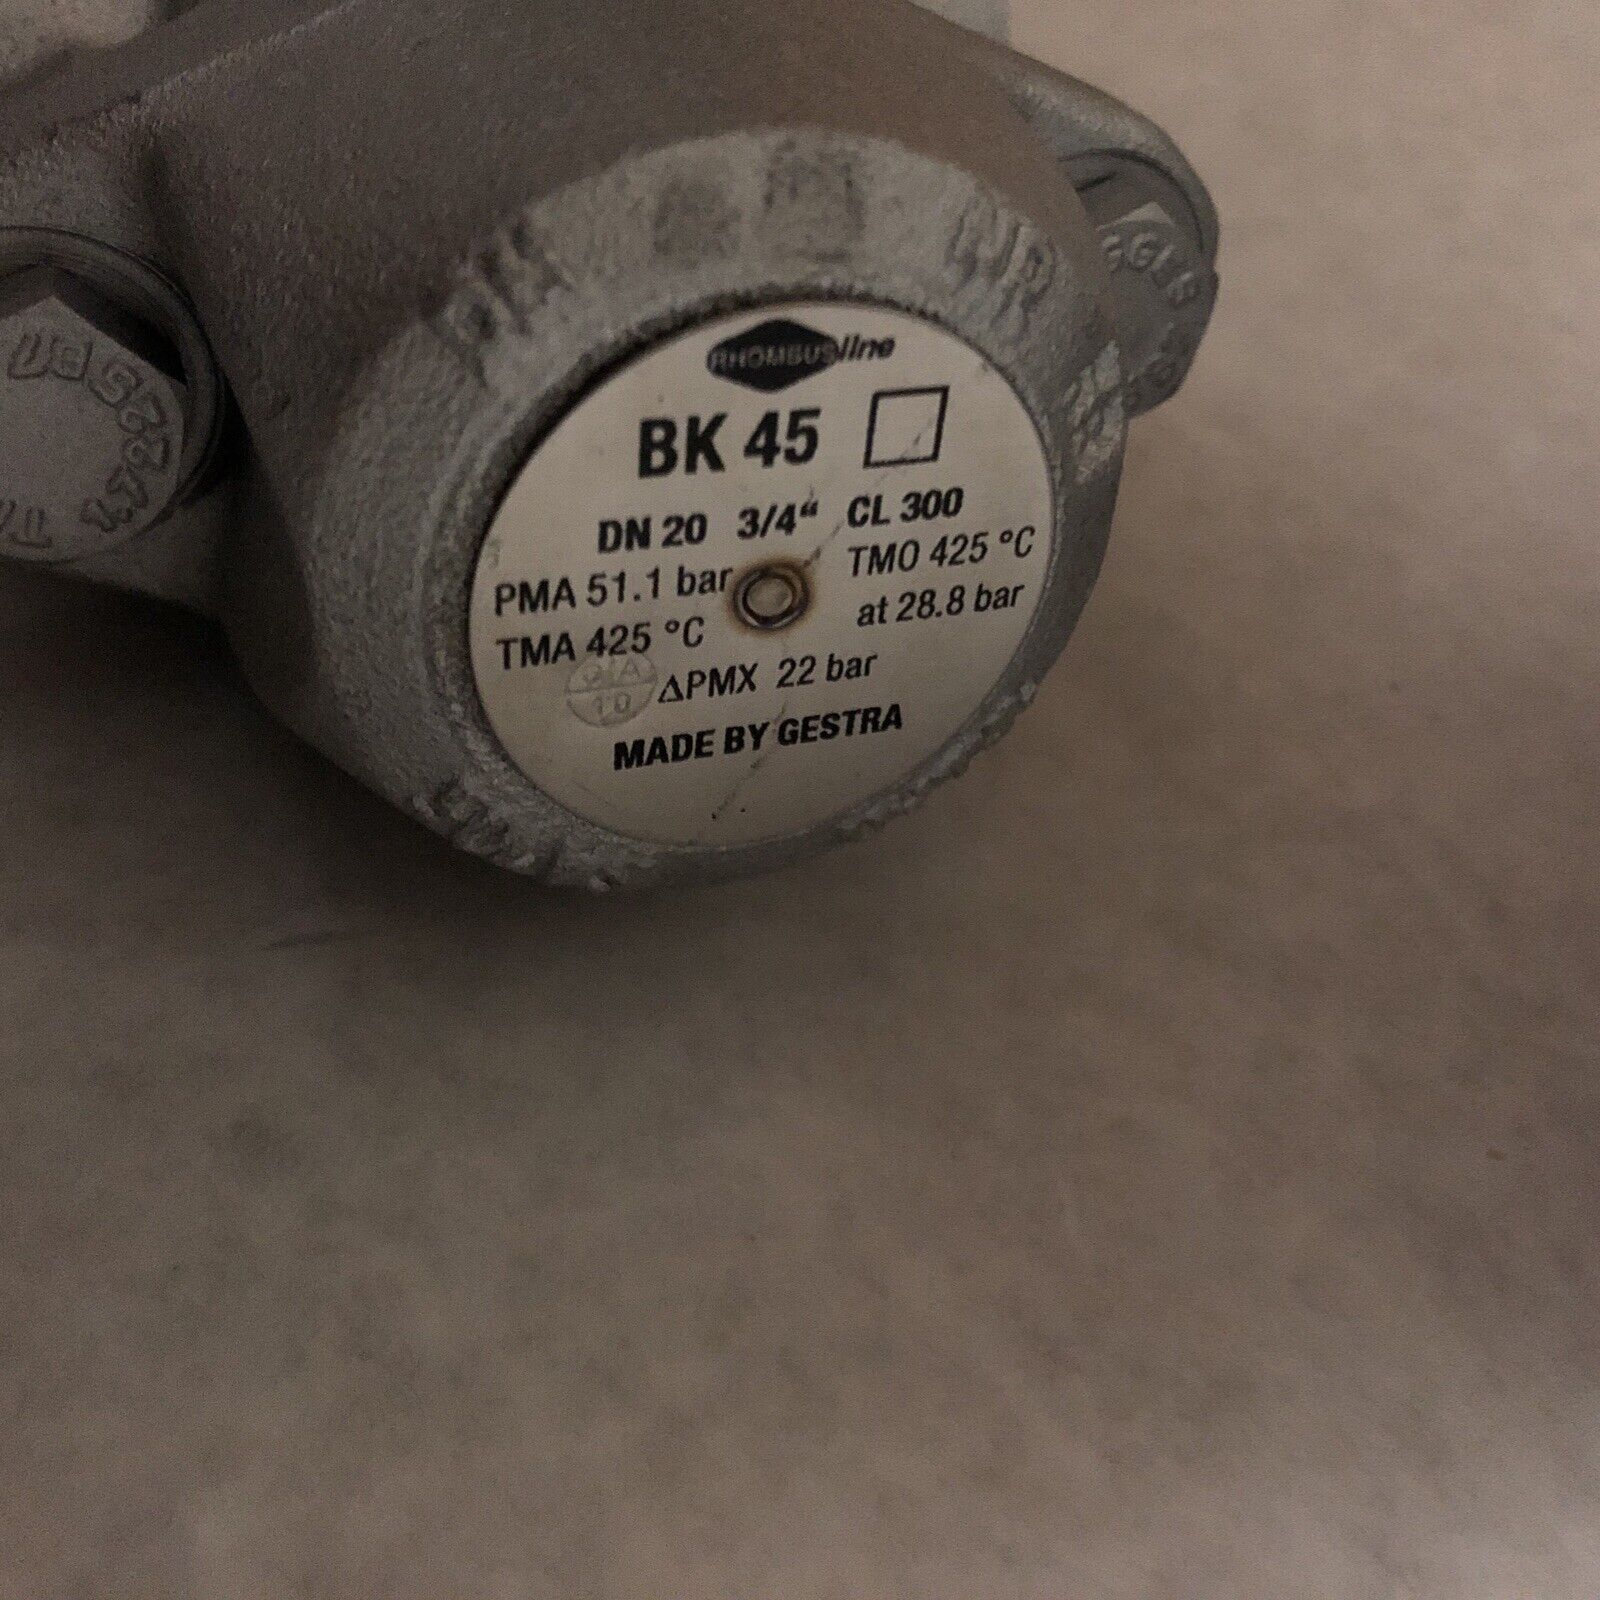 RHOMBUSline
BK 45
DN 20 3/4“ CL 300
PMA 51.1 bar TMO 425 °C
TMA 425 °C at 28.8 bar
ΔPMX 22 bar
MADE BY GESTRA